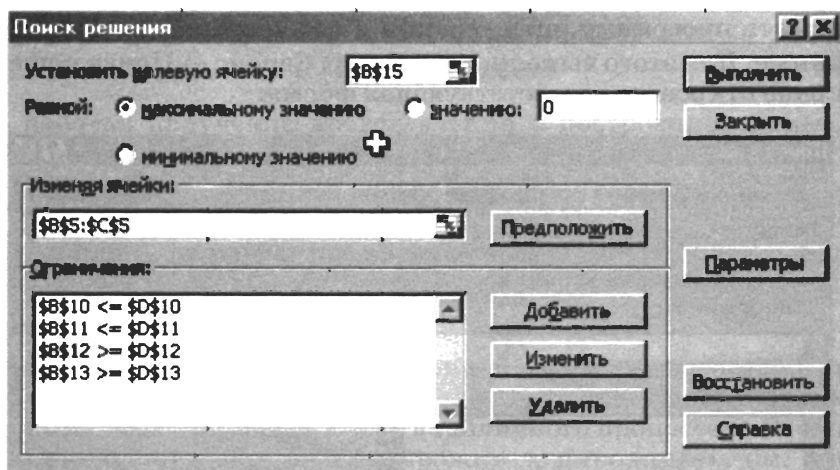 Поиск решения
Установить целевую ячейку: $B$15
Выполнить
Равной: максимальному значению значению: 0
Закрыть
минимальному значению
Изменяя ячейки:
$B$5:$C$5
Предположить
Параметры
Ограничения:
$B$10 <= $D$10
$B$11 <= $D$11
$B$12 >= $D$12
$B$13 >= $D$13
Добавить
Изменить
Удалить
Восстановить
Справка